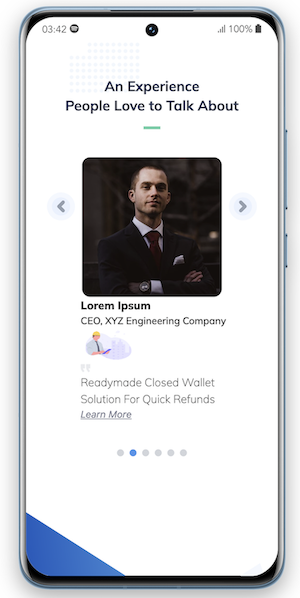 03:42
100%
An Experience
People Love to Talk About
Lorem Ipsum
CEO, XYZ Engineering Company
Readymade Closed Wallet
Solution For Quick Refunds
Learn More